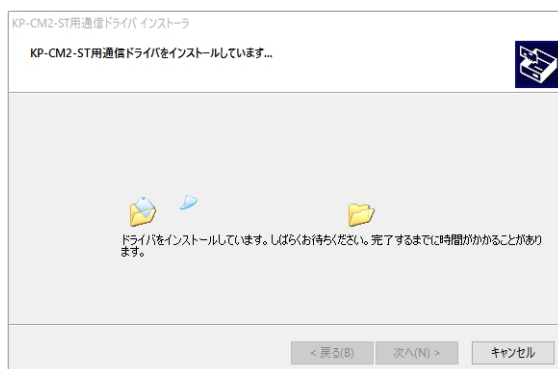 KP-CM2-ST用通信ドライバ インストーラ
KP-CM2-ST用通信ドライバをインストールしています...
ドライバをインストールしています。しばらくお待ちください。完了するまでに時間がかかることがあり
ます。
< 戻る(B)
次へ(N) >
キャンセル